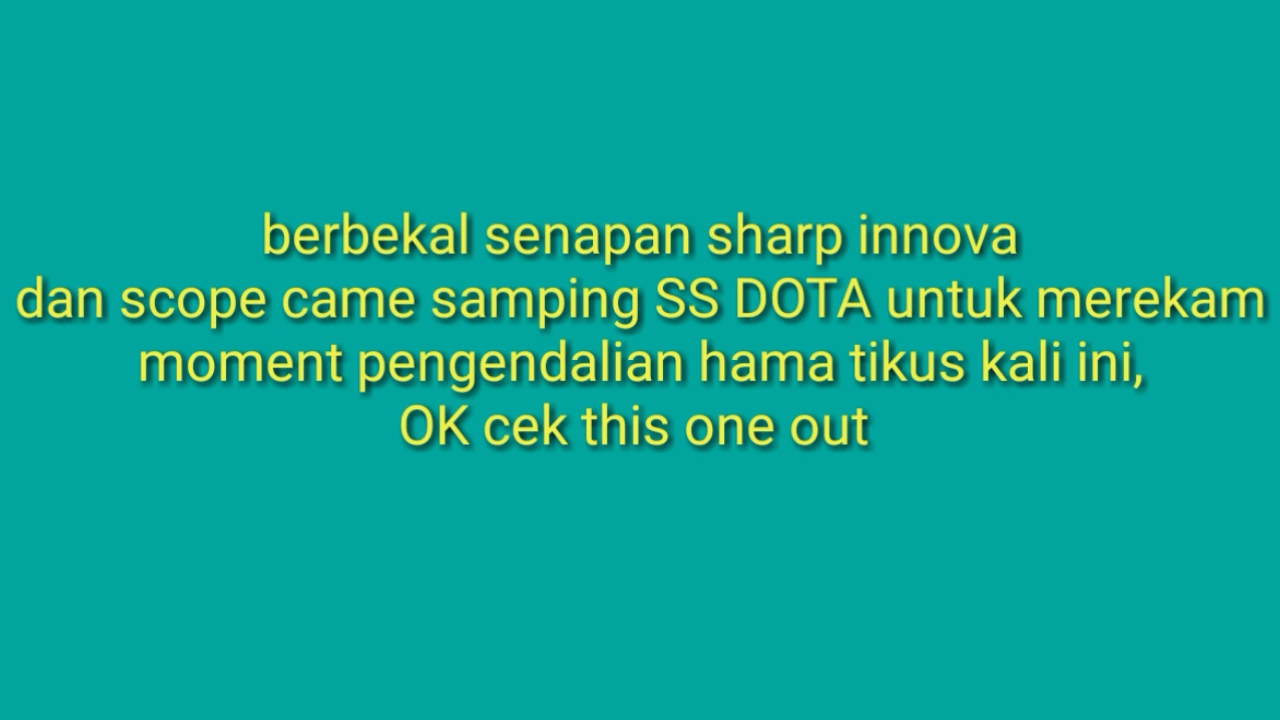 berbekal senapan sharp innova
dan scope came samping SS DOTA untuk merekam
moment pengendalian hama tikus kali ini,
OK cek this one out